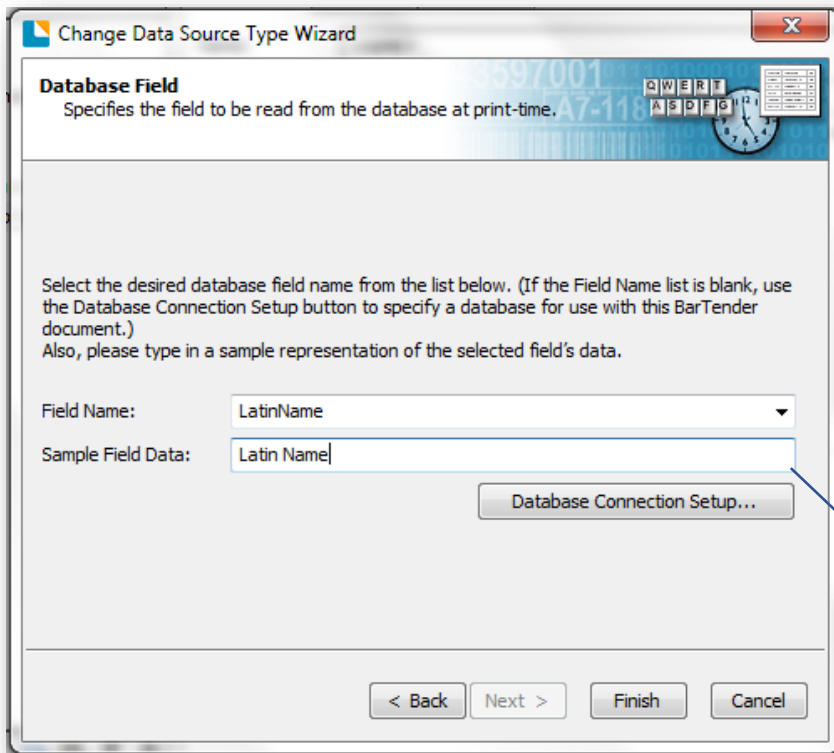 Change Data Source Type Wizard
Database Field
Specifies the field to be read from the database at print-time.
3597001
A7-118
Q W E R T
A S D F G
Select the desired database field name from the list below. (If the Field Name list is blank, use
the Database Connection Setup button to specify a database for use with this BarTender
document.)
Also, please type in a sample representation of the selected field's data.
Field Name: LatinName
Sample Field Data: Latin Name
Database Connection Setup...
< Back Next > Finish Cancel